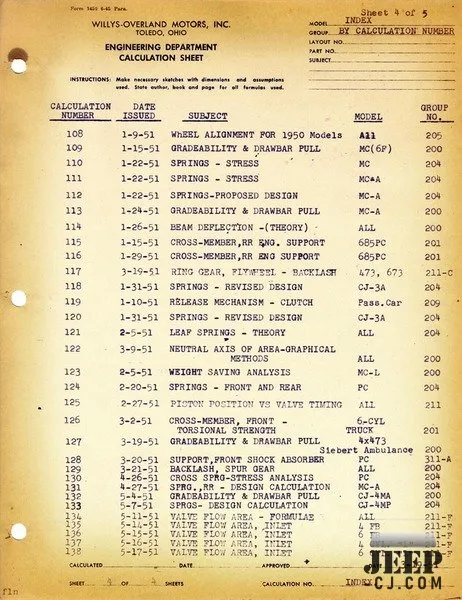 Form 1452 6-45 Para.
Sheet 4 of 5
WILLYS-OVERLAND MOTORS, INC.
TOLEDO, OHIO
MODEL INDEX
GROUP BY CALCULATION NUMBER
ENGINEERING DEPARTMENT
CALCULATION SHEET
LAYOUT NO.
PART NO.
SUBJECT
INSTRUCTIONS: Make necessary sketches with dimensions and assumptions
used. State author, book and page for all formulas used.
CALCULATION NUMBER DATE ISSUED SUBJECT MODEL GROUP NO.
108 1-9-51 WhEEL ALIGNMENT FOR 1950 Models All 205
109 1-15-51 GRADEABILITY & DRAWBAR PULL MC(6F) 200
110 1-22-51 SPRINGS - STRESS MC 204
111 1-22-51 SPRINGS - STRESS MC-A 204
112 1-22-51 SPRINGS-PROPOSED DESIGN MC-A 204
113 1-24-51 GRADEABILITY & DRAWBAR PULL MC-A 200
114 1-26-51 BEAM DEFLECTION -(THEORY) ALL 200
115 1-15-51 CROSS-MEMBER,RR ENG. SUPPORT 685PC 201
116 1-29-51 CROSS-MEMBER,RR ENG SUPPORT 685PC 201
117 3-19-51 RING GEAR, FLYWHEEL - BACKLASH 473, 673 211-C
118 1-31-51 SPRINGS - REVISED DESIGN CJ-3A 204
119 1-10-51 RELEASE MECHANISM - CLUTCH Pass.Car 209
120 1-31-51 SPRINGS - REVISED DESIGN CJ-3A 204
121 2-5-51 LEAF SPRINGS - THEORY ALL 204
122 3-9-51 NEUTRAL AXIS OF AREA-GRAPHICAL
METHODS ALL 200
123 2-5-51 WEIGHT SAVING ANALYSIS MC-L 200
124 2-20-51 SPRINGS - FRONT AND REAR PC 204
125 2-27-51 PISTON POSITION VS VALVE TIMING ALL 211
126 3-2-51 CROSS-MEMBER, FRONT - 6-CYL
TORSIONAL STRENGTH TRUCK 201
127 3-19-51 GRADEABILITY & DRAWBAR PULL 4x473
Siebert Ambulance 200
128 3-20-51 SUPPORT,FRONT SHOCK ABSORBER PC 311-A
129 3-21-51 BACKLASH, SPUR GEAR ALL 200
130 4-26-51 CROSS SPRG-STRESS ANALYSIS PC 204
131 4-27-51 SPRG.,RR - DESIGN CALCULATION MC-A 204
132 5-4-51 GRADEABILITY & DRAWBAR PULL CJ-4MA 200
133 5-7-51 SPRGS- DESIGN CALCULATION CJ-4MP 204
134 5-11-51 VALVE FLOW AREA - FORMULAE ALL 211-F
135 5-14-51 VALVE FLOW AREA, INLET 4 FB 211-F
136 5-15-51 VALVE FLOW AREA, INLET 6
137 5-16-51 VALVE FLOW AREA, INLET 4
138 5-17-51 VALVE FLOW AREA, INLET 6
CALCULATED DATE APPROVED
SHEET 4 OF 4 SHEETS CALCULATION NO. INDEX
fln
JEEP
CJ.COM